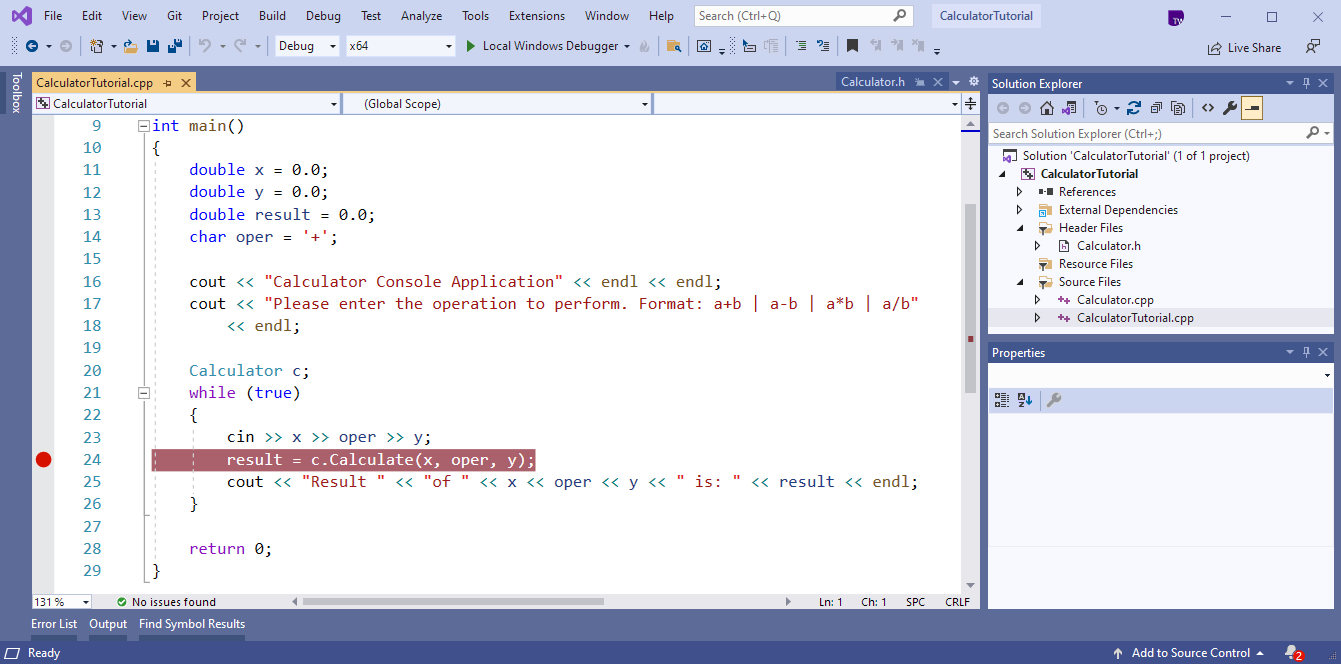 File Edit View Git Project Build Debug Test Analyze Tools Extensions Window Help Search (Ctrl+Q) CalculatorTutorial TW
Debug x64 Local Windows Debugger Live Share
Toolbox
CalculatorTutorial.cpp Calculator.h
CalculatorTutorial (Global Scope)
9 int main()
10 {
11 double x = 0.0;
12 double y = 0.0;
13 double result = 0.0;
14 char oper = '+';
15
16 cout << "Calculator Console Application" << endl << endl;
17 cout << "Please enter the operation to perform. Format: a+b | a-b | a*b | a/b"
18 << endl;
19
20 Calculator c;
21 while (true)
22 {
23 cin >> x >> oper >> y;
24 result = c.Calculate(x, oper, y);
25 cout << "Result " << "of " << x << oper << y << " is: " << result << endl;
26 }
27
28 return 0;
29 }
131 % No issues found Ln: 1 Ch: 1 SPC CRLF
Solution Explorer
Search Solution Explorer (Ctrl+;)
Solution 'CalculatorTutorial' (1 of 1 project)
CalculatorTutorial
References
External Dependencies
Header Files
Calculator.h
Resource Files
Source Files
Calculator.cpp
CalculatorTutorial.cpp
Properties
Error List Output Find Symbol Results
Ready Add to Source Control 2